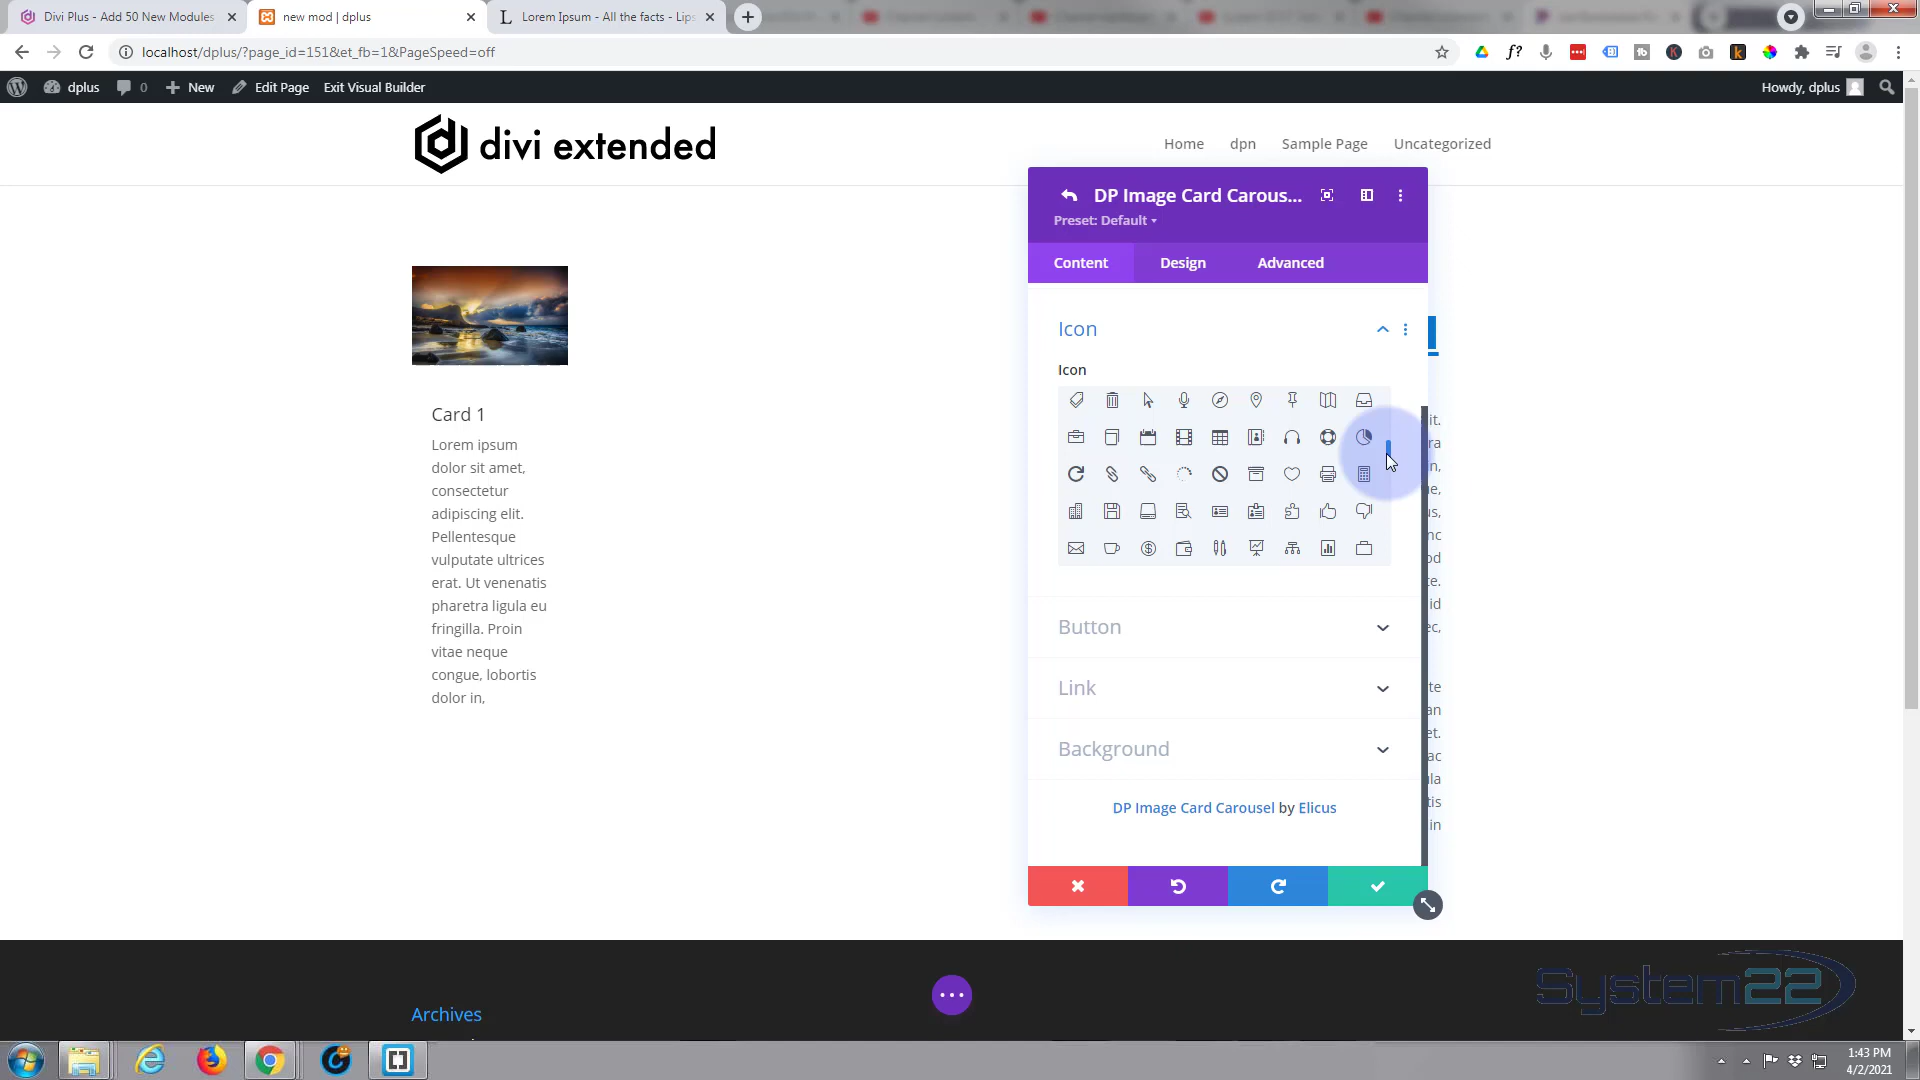 Divi Plus - Add 50 New Modules
new mod | dplus
Lorem Ipsum - All the facts - Lips
localhost/dplus/?page_id=151&et_fb=1&PageSpeed=off
dplus
0
New
Edit Page
Exit Visual Builder
Howdy, dplus
divi extended
Home
dpn
Sample Page
Uncategorized
DP Image Card Carous...
Preset: Default
Content
Design
Advanced
Icon
Icon
Button
Link
Background
DP Image Card Carousel by Elicus
Card 1
Lorem ipsum
dolor sit amet,
consectetur
adipiscing elit.
Pellentesque
vulputate ultrices
erat. Ut venenatis
pharetra ligula eu
fringilla. Proin
vitae neque
congue, lobortis
dolor in,
Archives
System22
1:43 PM
4/2/2021